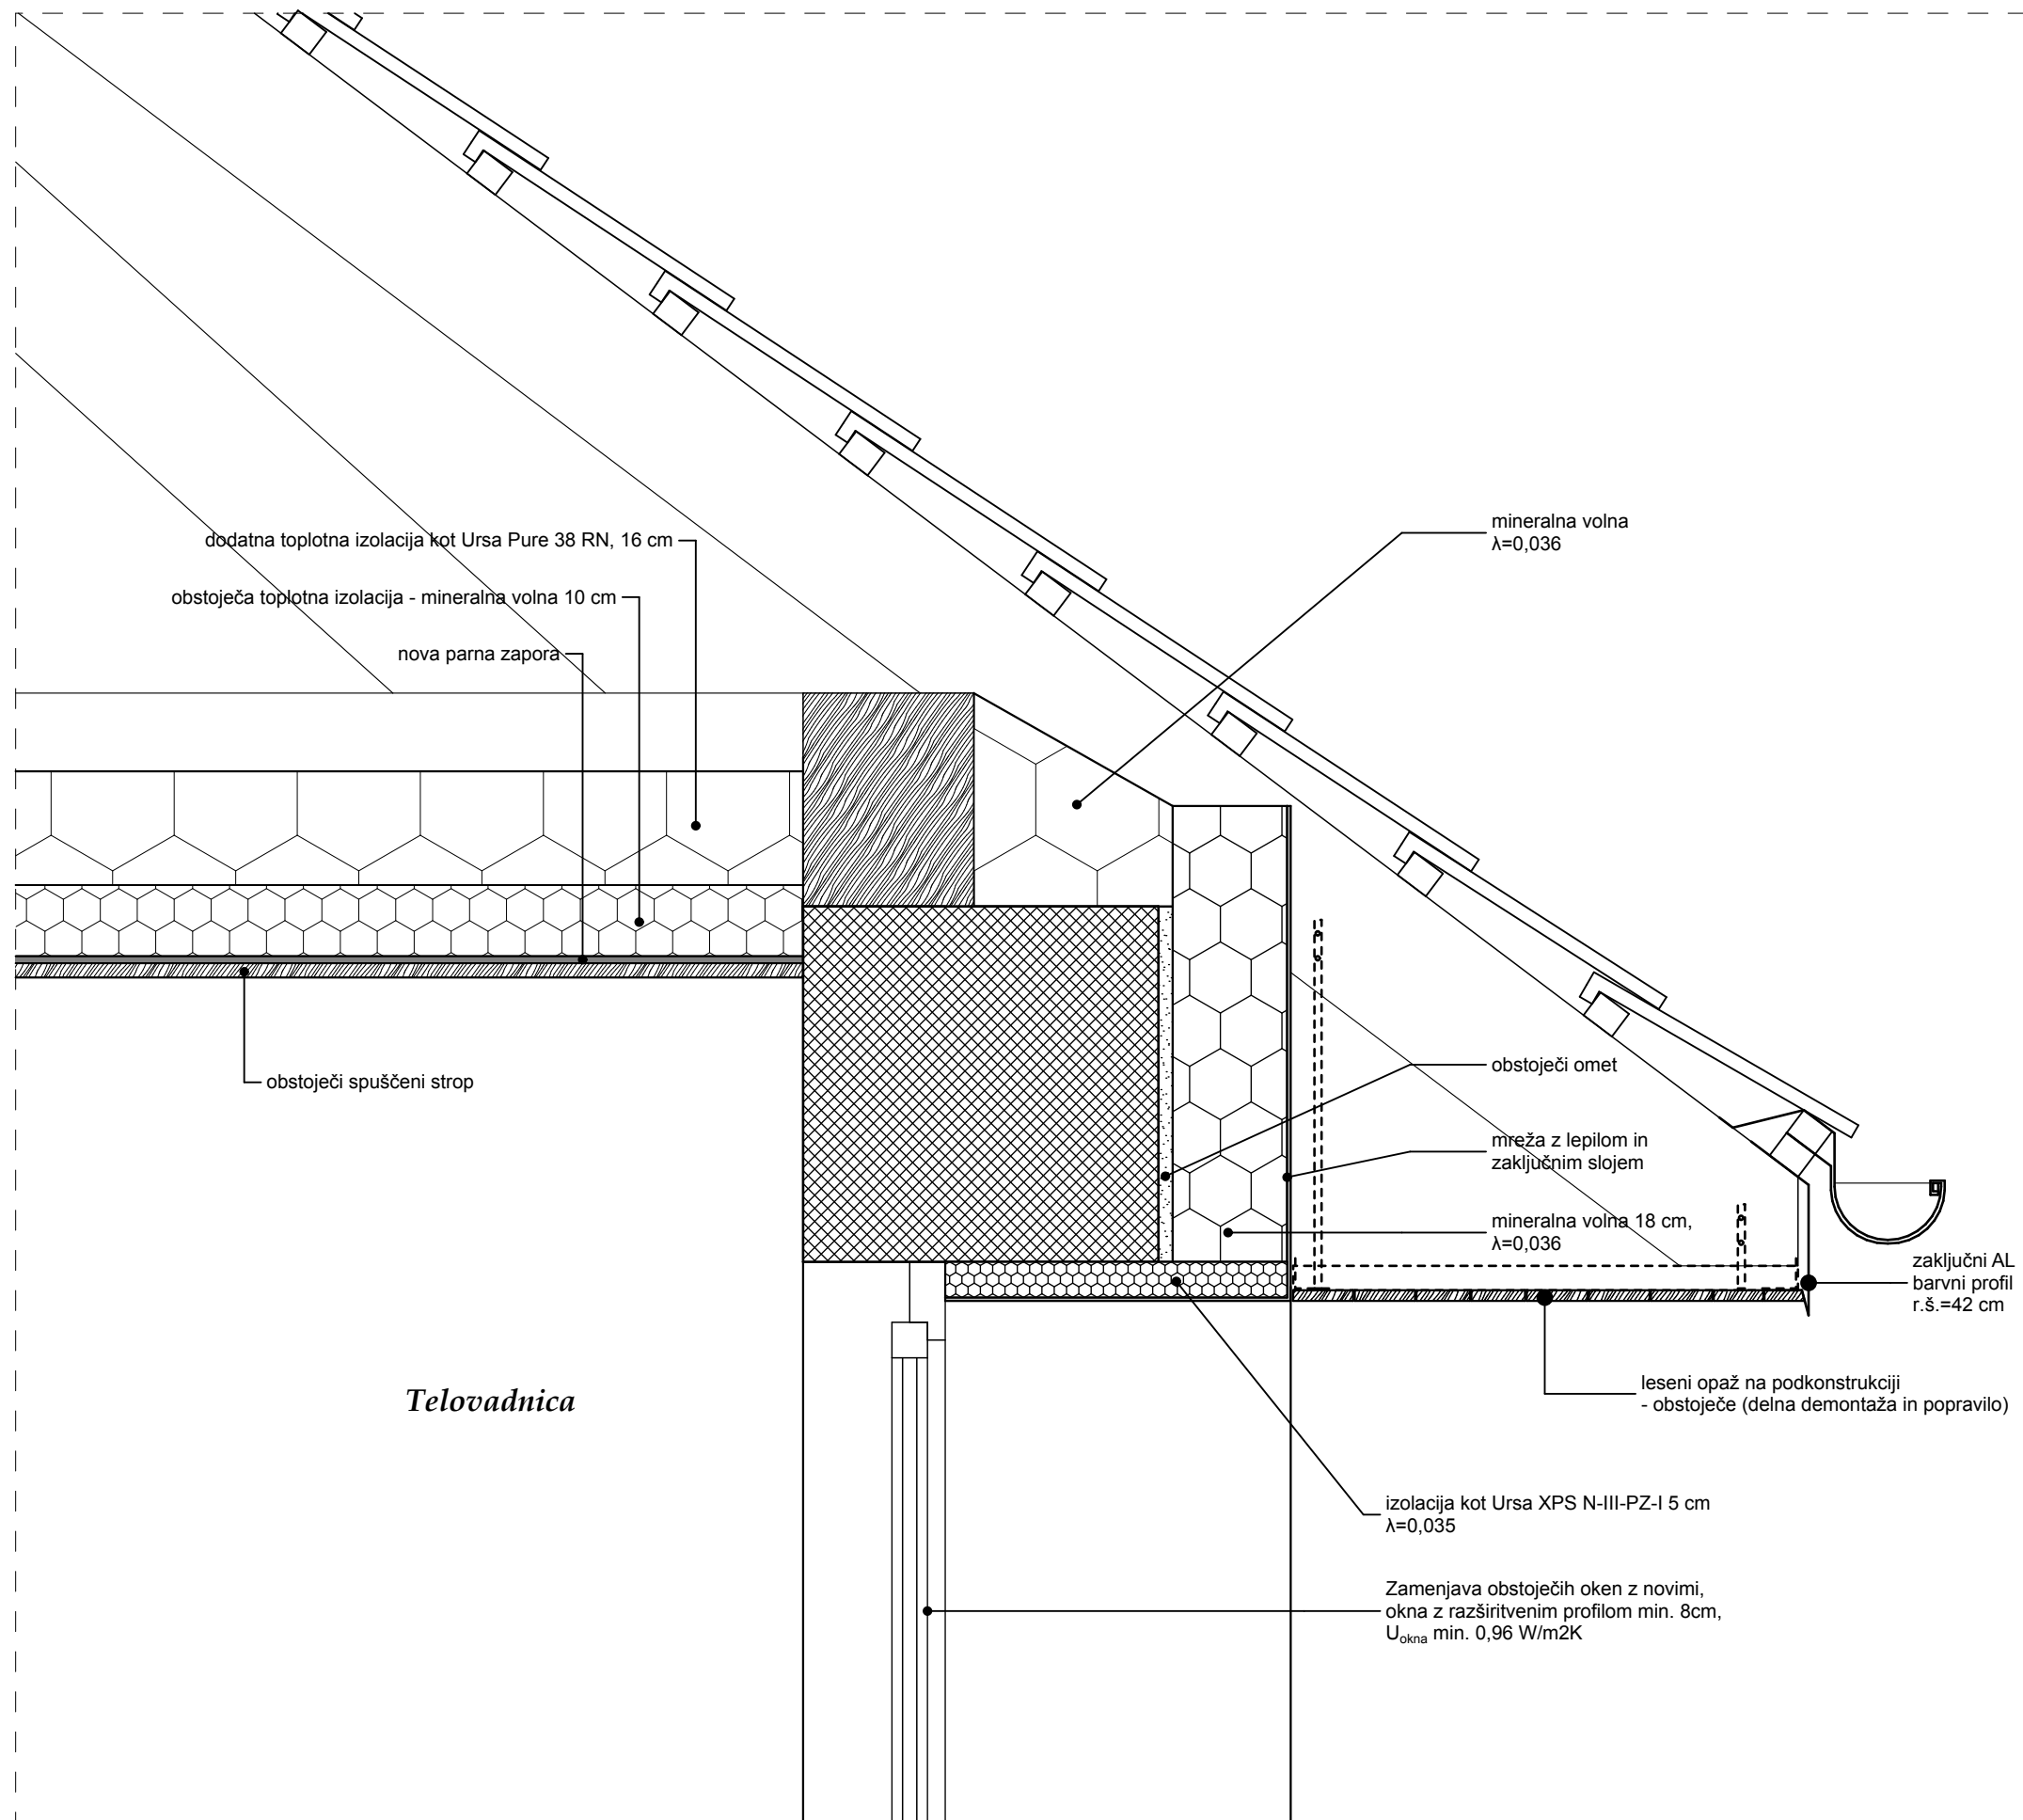 dodatna toplotna izolacija kot Ursa Pure 38 RN, 16 cm
obstoječa toplotna izolacija - mineralna volna 10 cm
nova parna zapora
obstoječi spuščeni strop
mineralna volna
λ=0,036
obstoječi omet
mreža z lepilom in
zaključnim slojem
mineralna volna 18 cm,
λ=0,036
zaključni AL
barvni profil
r.š.=42 cm
leseni opaž na podkonstrukciji
- obstoječe (delna demontaža in popravilo)
Telovadnica
izolacija kot Ursa XPS N-III-PZ-I 5 cm
λ=0,035
Zamenjava obstoječih oken z novimi,
okna z razširitvenim profilom min. 8cm,
Uokna min. 0,96 W/m2K